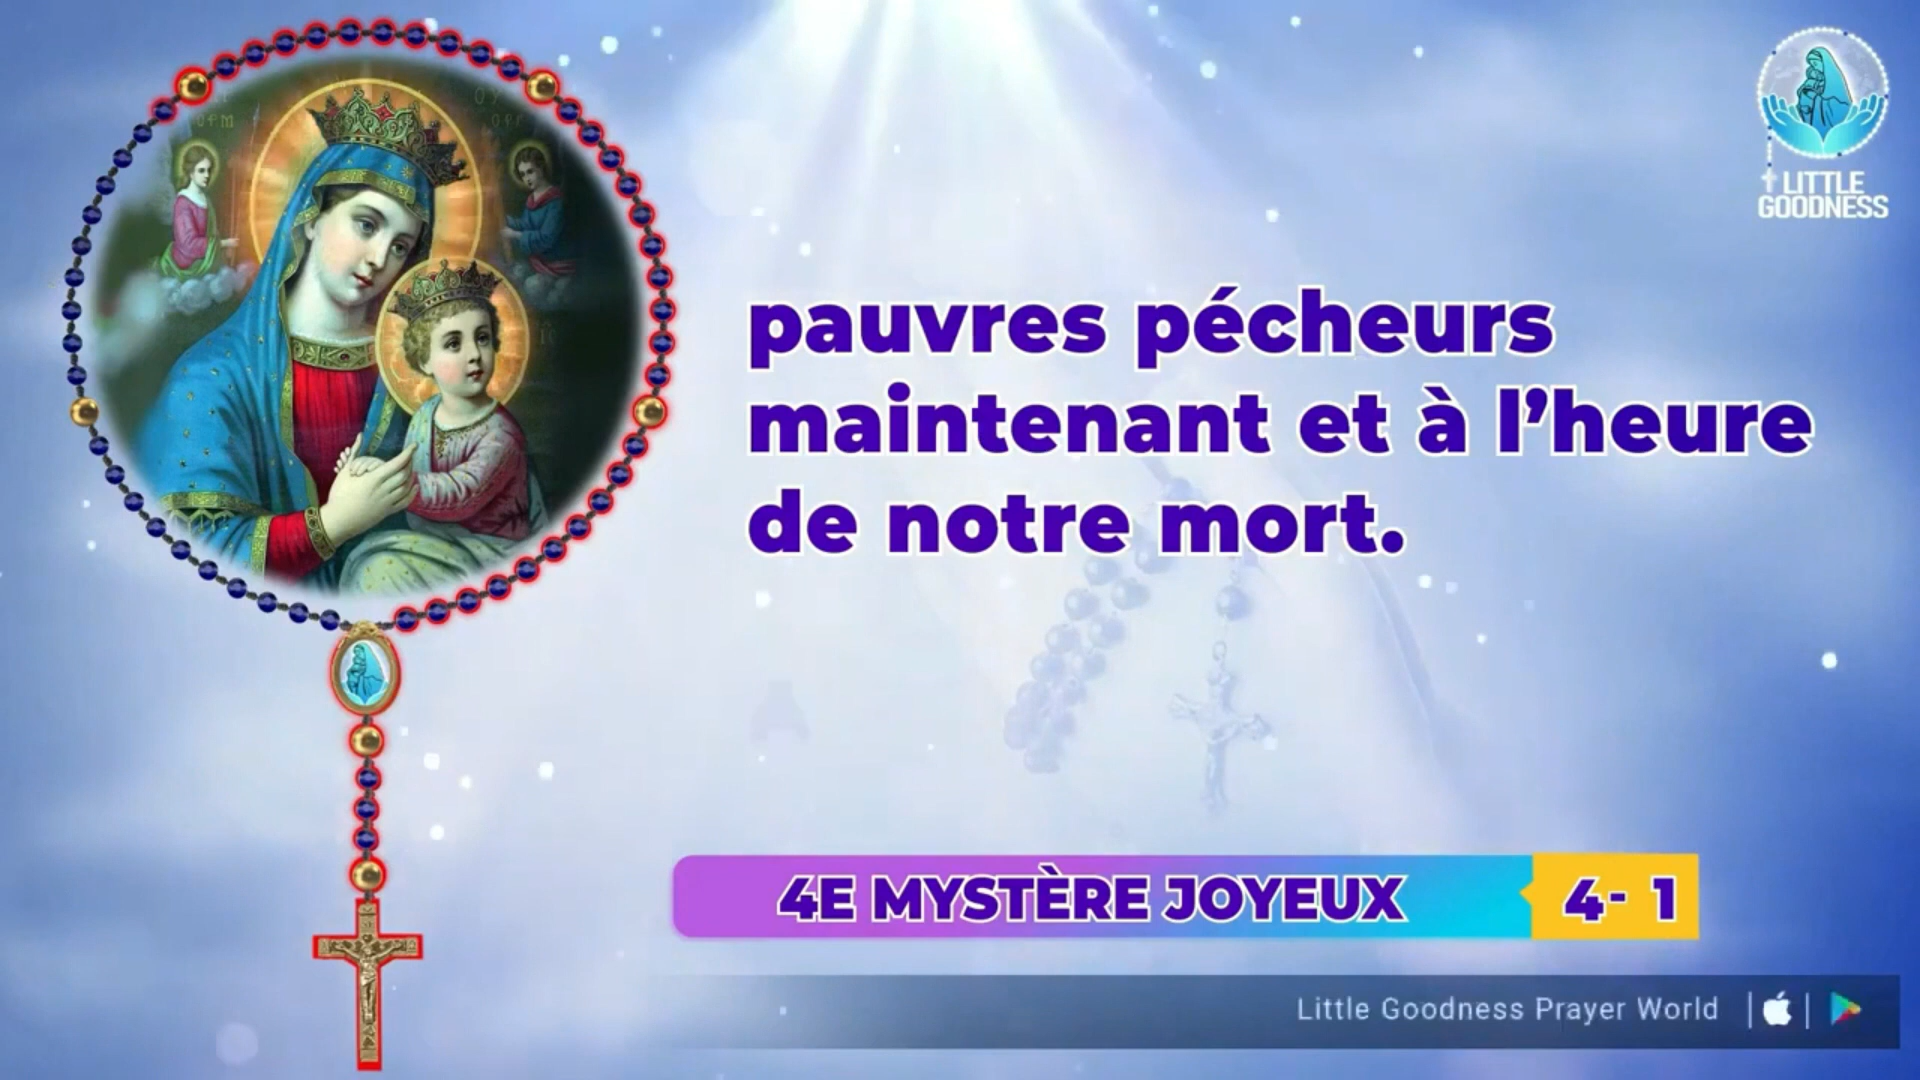 LITTLE
GOODNESS
pauvres pécheurs
maintenant et à l’heure
de notre mort.
4E MYSTÈRE JOYEUX
4- 1
Little Goodness Prayer World